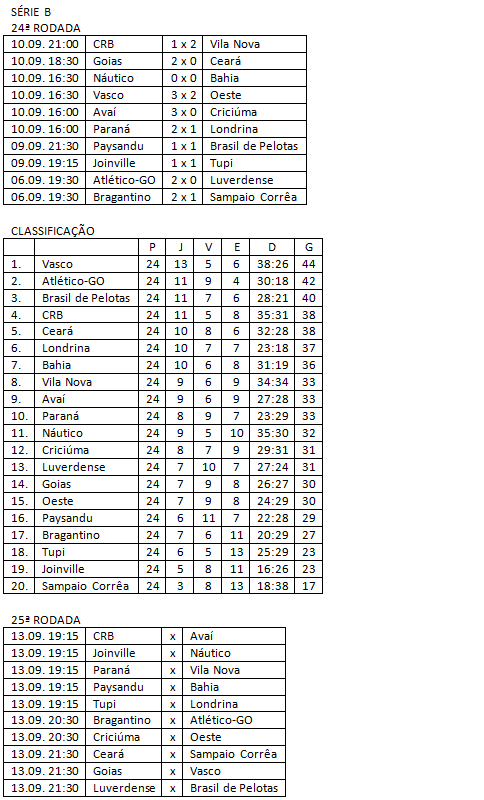 SÉRIE B
24ª RODADA
10.09. 21:00 CRB 1 x 2 Vila Nova
10.09. 18:30 Goias 2 x 0 Ceará
10.09. 16:30 Náutico 0 x 0 Bahia
10.09. 16:30 Vasco 3 x 2 Oeste
10.09. 16:00 Avaí 3 x 0 Criciúma
10.09. 16:00 Paraná 2 x 1 Londrina
09.09. 21:30 Paysandu 1 x 1 Brasil de Pelotas
09.09. 19:15 Joinville 1 x 1 Tupi
06.09. 19:30 Atlético-GO 2 x 0 Luverdense
06.09. 19:30 Bragantino 2 x 1 Sampaio Corrêa
CLASSIFICAÇÃO
P J V E D G
1. Vasco 24 13 5 6 38:26 44
2. Atlético-GO 24 11 9 4 30:18 42
3. Brasil de Pelotas 24 11 7 6 28:21 40
4. CRB 24 11 5 8 35:31 38
5. Ceará 24 10 8 6 32:28 38
6. Londrina 24 10 7 7 23:18 37
7. Bahia 24 10 6 8 31:19 36
8. Vila Nova 24 9 6 9 34:34 33
9. Avaí 24 9 6 9 27:28 33
10. Paraná 24 8 9 7 23:29 33
11. Náutico 24 9 5 10 35:30 32
12. Criciúma 24 8 7 9 29:31 31
13. Luverdense 24 7 10 7 27:24 31
14. Goias 24 7 9 8 26:27 30
15. Oeste 24 7 9 8 24:29 30
16. Paysandu 24 6 11 7 22:28 29
17. Bragantino 24 7 6 11 20:29 27
18. Tupi 24 6 5 13 25:29 23
19. Joinville 24 5 8 11 16:26 23
20. Sampaio Corrêa 24 3 8 13 18:38 17
25ª RODADA
13.09. 19:15 CRB x Avaí
13.09. 19:15 Joinville x Náutico
13.09. 19:15 Paraná x Vila Nova
13.09. 19:15 Paysandu x Bahia
13.09. 19:15 Tupi x Londrina
13.09. 20:30 Bragantino x Atlético-GO
13.09. 20:30 Criciúma x Oeste
13.09. 21:30 Ceará x Sampaio Corrêa
13.09. 21:30 Goias x Vasco
13.09. 21:30 Luverdense x Brasil de Pelotas